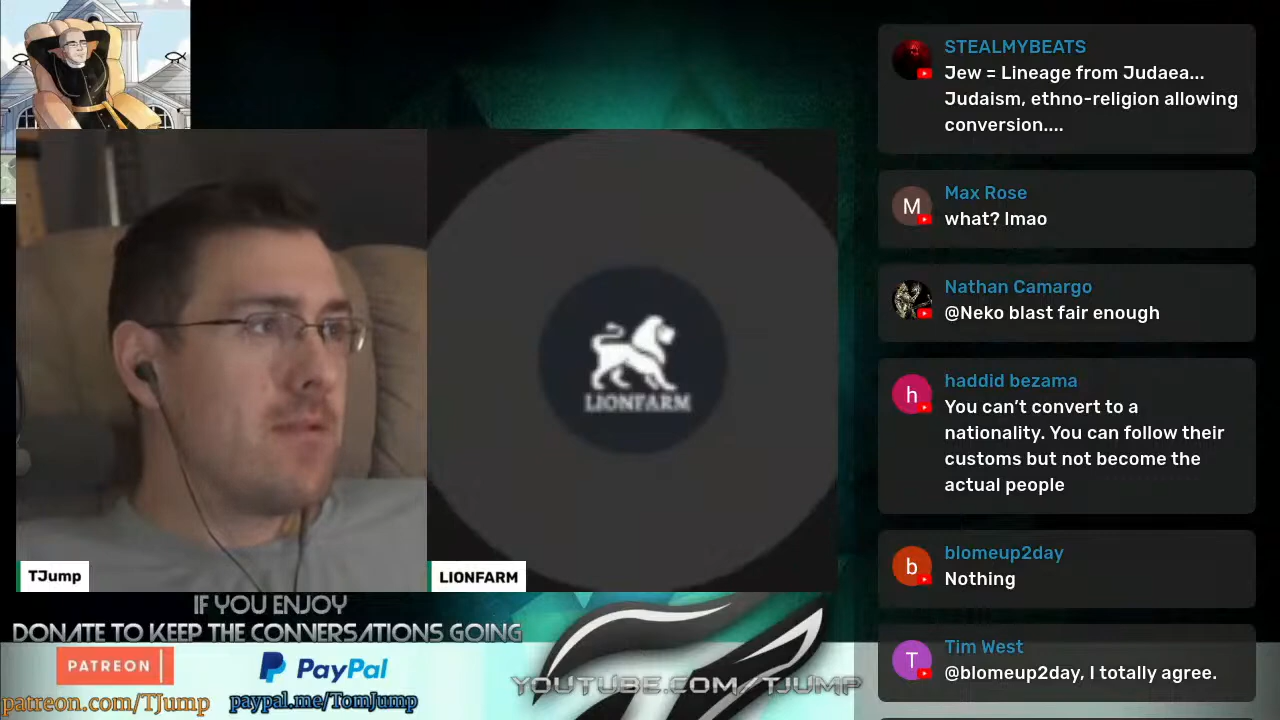 STEALMYBEATS
Jew = Lineage from Judaea...
Judaism, ethno-religion allowing
conversion....
M
Max Rose
what? lmao
Nathan Camargo
@Neko blast fair enough
h
haddid bezama
You can’t convert to a
nationality. You can follow their
customs but not become the
actual people
b
blomeup2day
Nothing
T
Tim West
@blomeup2day, I totally agree.
LIONFARM
TJump
LIONFARM
IF YOU ENJOY
DONATE TO KEEP THE CONVERSATIONS GOING
PATREON
PayPal
patreon.com/TJump
paypal.me/TomJump
YOUTUBE.COM/TJUMP